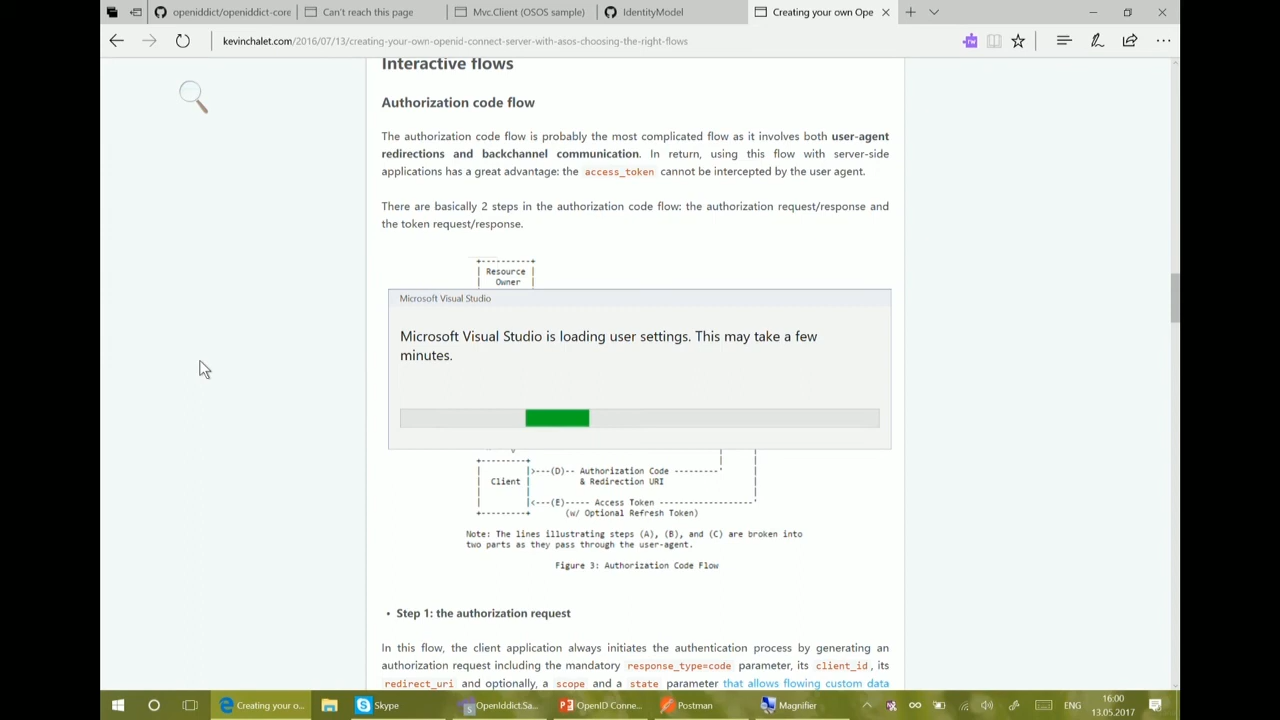 openiddict/openiddict-core
Can't reach this page
Mvc.Client (OSOS sample)
IdentityModel
Creating your own Ope
kevinchalet.com/2016/07/13/creating-your-own-openid-connect-server-with-asos-choosing-the-right-flows
Interactive flows
Authorization code flow
The authorization code flow is probably the most complicated flow as it involves both user-agent
redirections and backchannel communication. In return, using this flow with server-side
applications has a great advantage: the access_token cannot be intercepted by the user agent.
There are basically 2 steps in the authorization code flow: the authorization request/response and
the token request/response.
+----------+
| Resource |
| Owner |
Microsoft Visual Studio
Microsoft Visual Studio is loading user settings. This may take a few
minutes.
+---------+ | |
| |>---(D)-- Authorization Code ---------' |
| Client | & Redirection URI |
| | |
| |<---(E)----- Access Token -------------------'
+---------+ (w/ Optional Refresh Token)
Note: The lines illustrating steps (A), (B), and (C) are broken into
two parts as they pass through the user-agent.
Figure 3: Authorization Code Flow
• Step 1: the authorization request
In this flow, the client application always initiates the authentication process by generating an
authorization request including the mandatory response_type=code parameter, its client_id, its
redirect_uri and optionally, a scope and a state parameter that allows flowing custom data
Creating your o...
Skype
OpenIddict.Sa...
OpenID Conne...
Postman
Magnifier
ENG
16:00
13.05.2017